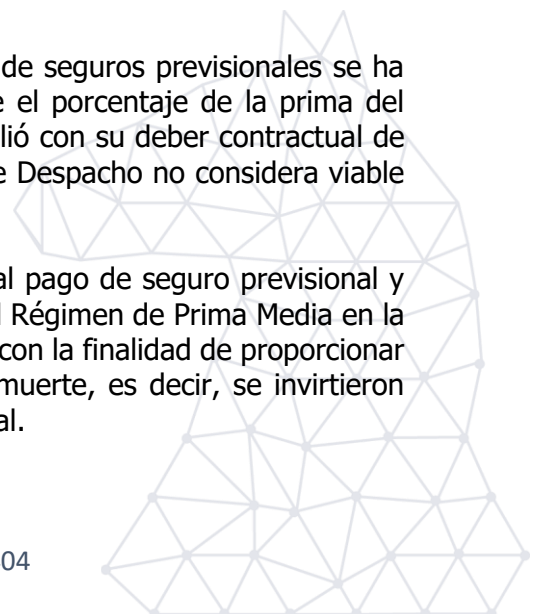 de seguros previsionales se ha
el porcentaje de la prima del
lió con su deber contractual de
e Despacho no considera viable
al pago de seguro previsional y
l Régimen de Prima Media en la
con la finalidad de proporcionar
muerte, es decir, se invirtieron
al.
04